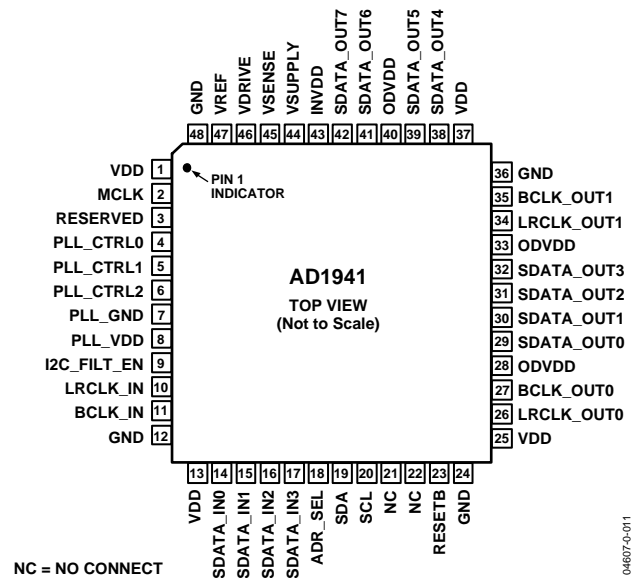 GND
VREF
VDRIVE
VSENSE
VSUPPLY
INVDD
SDATA_OUT7
SDATA_OUT6
ODVDD
SDATA_OUT5
SDATA_OUT4
VDD
48 47 46 45 44 43 42 41 40 39 38 37
VDD 1
MCLK 2
RESERVED 3
PLL_CTRL0 4
PLL_CTRL1 5
PLL_CTRL2 6
PLL_GND 7
PLL_VDD 8
I2C_FILT_EN 9
LRCLK_IN 10
BCLK_IN 11
GND 12
PIN 1
INDICATOR
AD1941
TOP VIEW
(Not to Scale)
36 GND
35 BCLK_OUT1
34 LRCLK_OUT1
33 ODVDD
32 SDATA_OUT3
31 SDATA_OUT2
30 SDATA_OUT1
29 SDATA_OUT0
28 ODVDD
27 BCLK_OUT0
26 LRCLK_OUT0
25 VDD
13 14 15 16 17 18 19 20 21 22 23 24
VDD
SDATA_IN0
SDATA_IN1
SDATA_IN2
SDATA_IN3
ADR_SEL
SDA
SCL
NC
NC
RESETB
GND
NC = NO CONNECT
04607-0-011